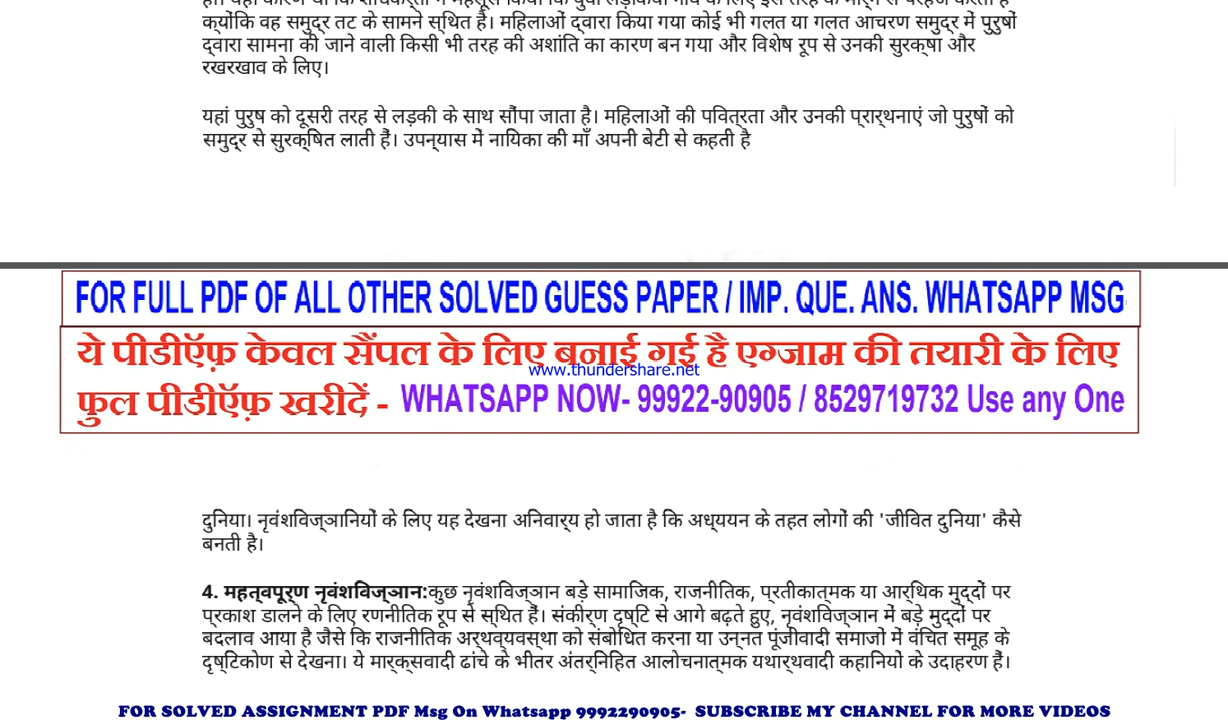 क्योंकि वह समुद्र तट के सामने स्थित है। महिलाओं द्वारा किया गया कोई भी गलत या गलत आचरण समुद्र में पुरुषों
द्वारा सामना की जाने वाली किसी भी तरह की अशांति का कारण बन गया और विशेष रूप से उनकी सुरक्षा और
रखरखाव के लिए।
यहां पुरुष को दूसरी तरह से लड़की के साथ सौंपा जाता है। महिलाओं की पवित्रता और उनकी प्रार्थनाएं जो पुरुषों को
समुद्र से सुरक्षित लाती हैं। उपन्यास में नायिका की माँ अपनी बेटी से कहती है
FOR FULL PDF OF ALL OTHER SOLVED GUESS PAPER / IMP. QUE. ANS. WHATSAPP MSG
ये पीडीऍफ़ केवल सैंपल के लिए बनाई गई है एग्जाम की तयारी के लिए
www.thundershare.net
फुल पीडीऍफ़ खरीदें - WHATSAPP NOW- 99922-90905 / 8529719732 Use any One
दुनिया। नृवंशविज्ञानियों के लिए यह देखना अनिवार्य हो जाता है कि अध्ययन के तहत लोगों की 'जीवित दुनिया' कैसे
बनती है।
4. महत्वपूर्ण नृवंशविज्ञान:कुछ नृवंशविज्ञान बड़े सामाजिक, राजनीतिक, प्रतीकात्मक या आर्थिक मुद्दों पर
प्रकाश डालने के लिए रणनीतिक रूप से स्थित हैं। संकीर्ण दृष्टि से आगे बढ़ते हुए, नृवंशविज्ञान में बड़े मुद्दों पर
बदलाव आया है जैसे कि राजनीतिक अर्थव्यवस्था को संबोधित करना या उन्नत पूंजीवादी समाजो में वंचित समूह के
दृष्टिकोण से देखना। ये मार्क्सवादी ढांचे के भीतर अंतर्निहित आलोचनात्मक यथार्थवादी कहानियों के उदाहरण हैं।
FOR SOLVED ASSIGNMENT PDF Msg On Whatsapp 9992290905- SUBSCRIBE MY CHANNEL FOR MORE VIDEOS